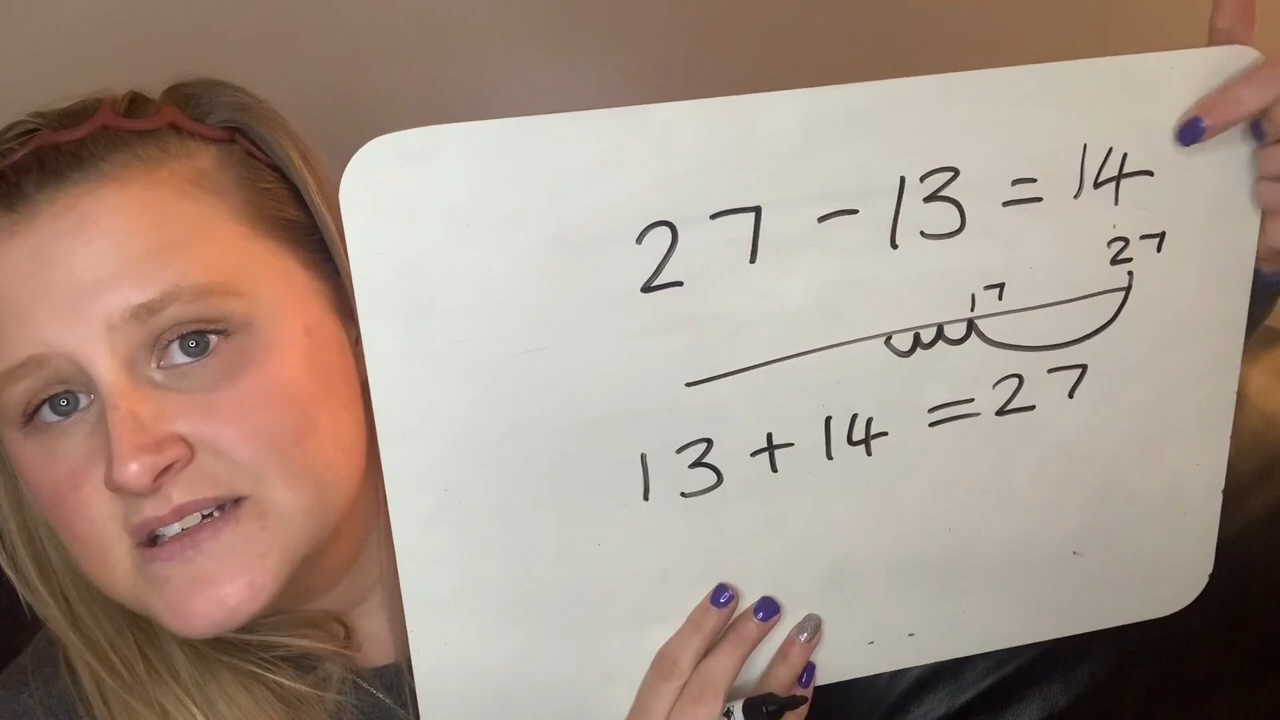 27 - 13 = 14
27
17
13 + 14 = 27